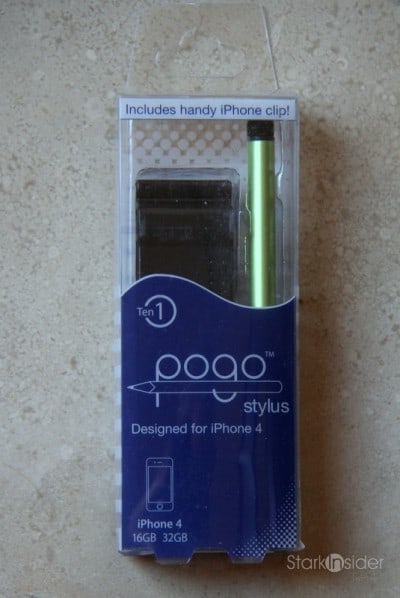 Includes handy iPhone clip!
Ten 1
pogo™
stylus
Designed for iPhone 4
iPhone 4
16GB 32GB
StarkInsider